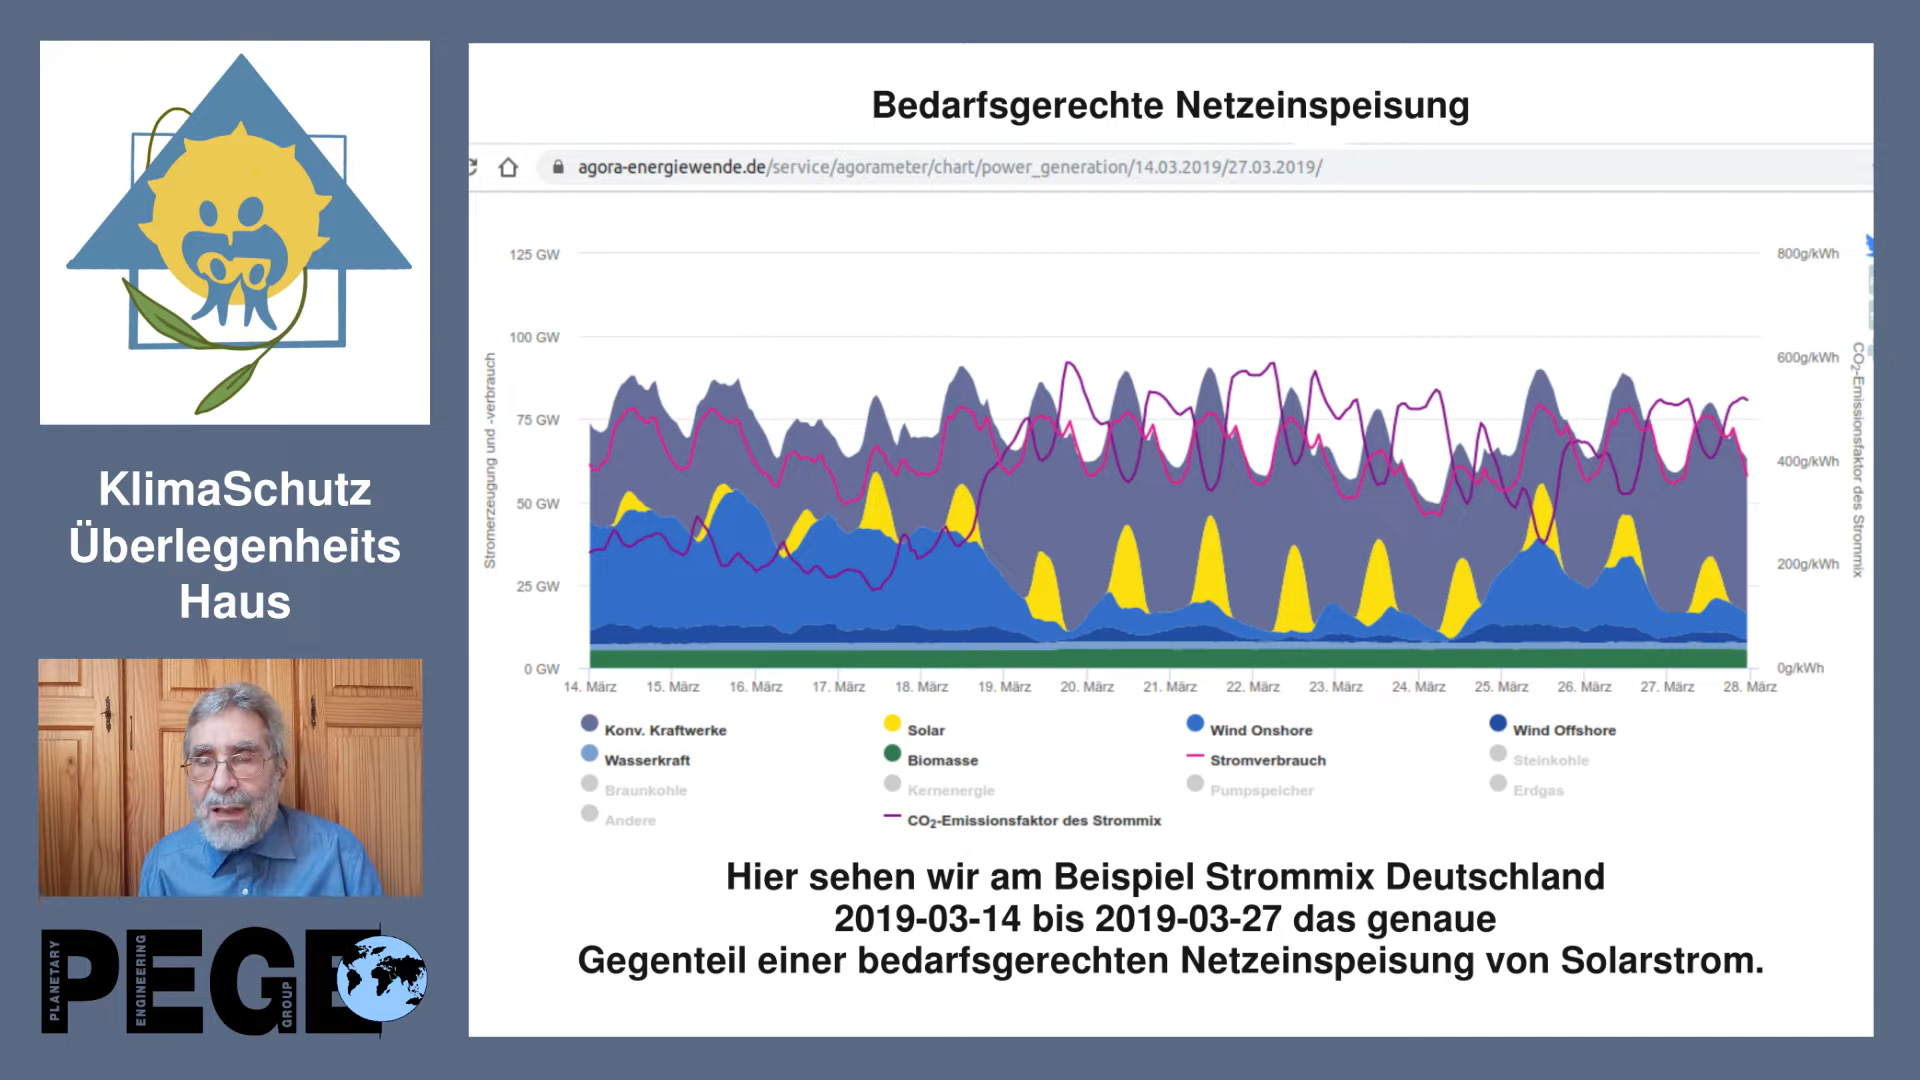 KlimaSchutz
Überlegenheits
Haus
PLANETARY
ENGINEERING
GROUP
PEGE
Bedarfsgerechte Netzeinspeisung
agora-energiewende.de/service/agorameter/chart/power_generation/14.03.2019/27.03.2019/
Stromerzeugung und -verbrauch
125 GW
100 GW
75 GW
50 GW
25 GW
0 GW
800g/kWh
600g/kWh
400g/kWh
200g/kWh
0g/kWh
CO₂-Emissionsfaktor des Strommix
14. März 15. März 16. März 17. März 18. März 19. März 20. März 21. März 22. März 23. März 24. März 25. März 26. März 27. März 28. März
Konv. Kraftwerke Solar Wind Onshore Wind Offshore
Wasserkraft Biomasse Stromverbrauch Steinkohle
Braunkohle Kernenergie Pumpspeicher Erdgas
Andere CO₂-Emissionsfaktor des Strommix
Hier sehen wir am Beispiel Strommix Deutschland
2019-03-14 bis 2019-03-27 das genaue
Gegenteil einer bedarfsgerechten Netzeinspeisung von Solarstrom.